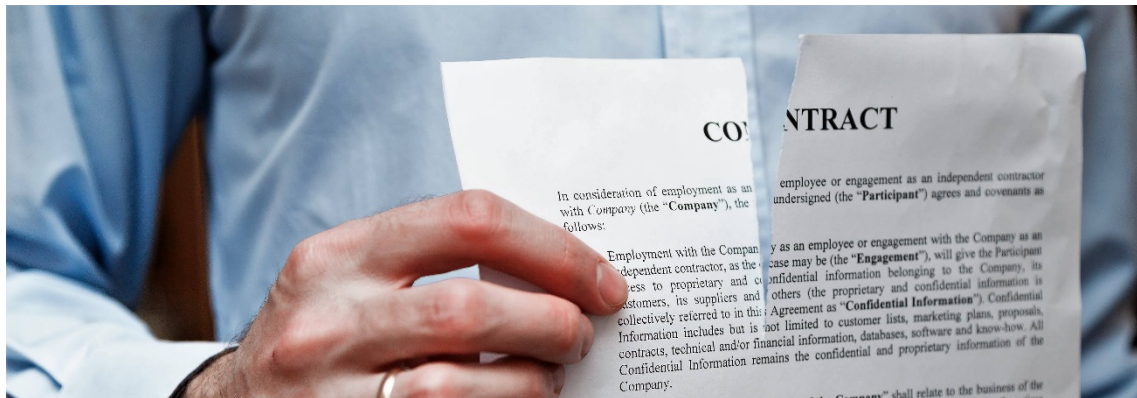 CONTRACT
In consideration of employment as an employee or engagement as an independent contractor
with Company (the “Company”), the undersigned (the “Participant”) agrees and covenants as
follows:
Employment with the Company as an employee or engagement with the Company as an
independent contractor, as the case may be (the “Engagement”), will give the Participant
access to proprietary and confidential information belonging to the Company, its
customers, its suppliers and others (the proprietary and confidential information is
collectively referred to in this Agreement as “Confidential Information”). Confidential
Information includes but is not limited to customer lists, marketing plans, proposals,
contracts, technical and/or financial information, databases, software and know-how. All
Confidential Information remains the confidential and proprietary information of the
Company.
Company” shall relate to the business of the